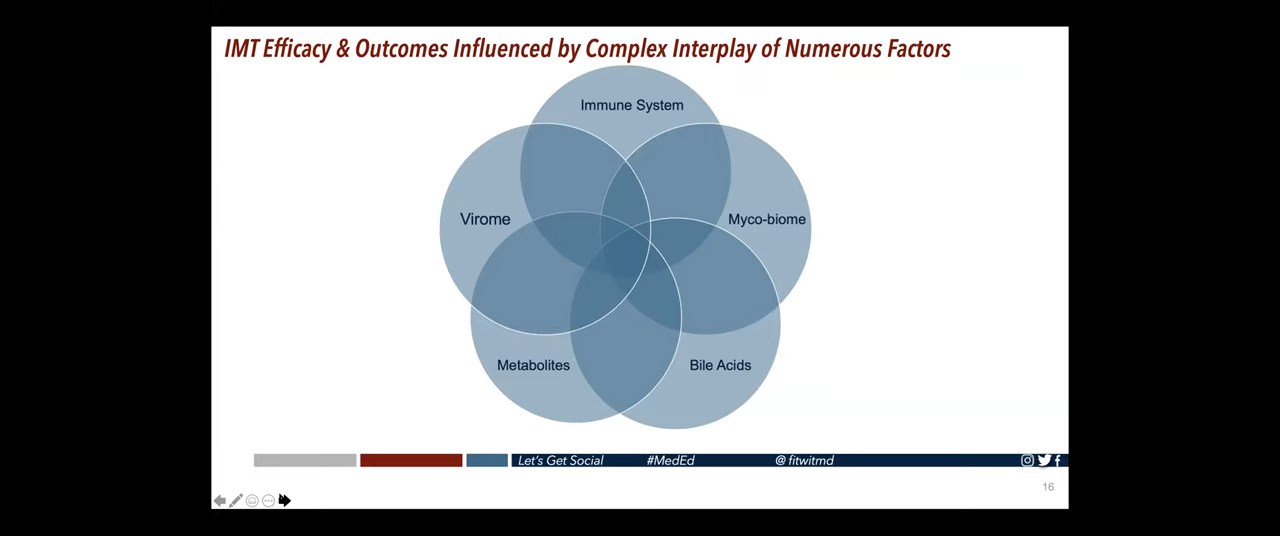 IMT Efficacy & Outcomes Influenced by Complex Interplay of Numerous Factors
Immune System
Virome
Myco-biome
Metabolites
Bile Acids
Let's Get Social #MedEd @ fitwitmd
16